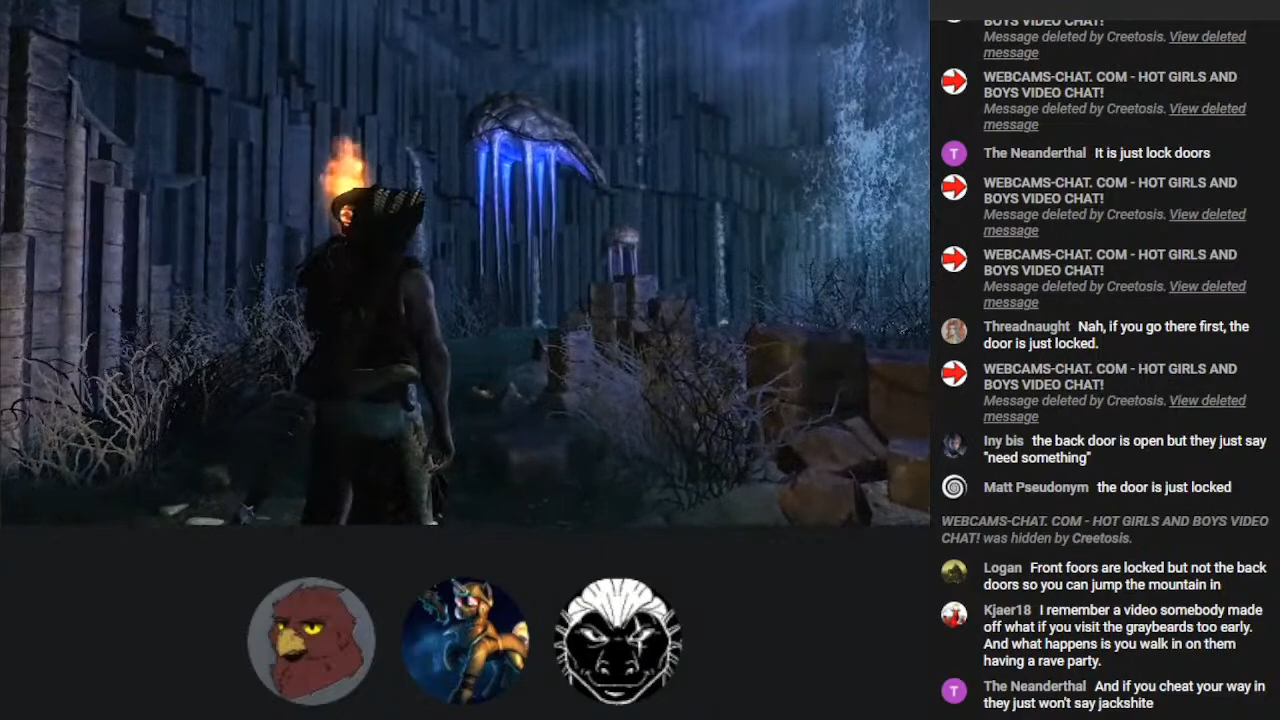 BOYS VIDEO CHAT!
Message deleted by Creetosis. View deleted
message
WEBCAMS-CHAT. COM - HOT GIRLS AND
BOYS VIDEO CHAT!
Message deleted by Creetosis. View deleted
message
T The Neanderthal It is just lock doors
WEBCAMS-CHAT. COM - HOT GIRLS AND
BOYS VIDEO CHAT!
Message deleted by Creetosis. View deleted
message
WEBCAMS-CHAT. COM - HOT GIRLS AND
BOYS VIDEO CHAT!
Message deleted by Creetosis. View deleted
message
Threadnaught Nah, if you go there first, the
door is just locked.
WEBCAMS-CHAT. COM - HOT GIRLS AND
BOYS VIDEO CHAT!
Message deleted by Creetosis. View deleted
message
Iny bis the back door is open but they just say
"need something"
Matt Pseudonym the door is just locked
WEBCAMS-CHAT. COM - HOT GIRLS AND BOYS VIDEO
CHAT! was hidden by Creetosis.
Logan Front foors are locked but not the back
doors so you can jump the mountain in
Kjaer18 I remember a video somebody made
off what if you visit the graybeards too early.
And what happens is you walk in on them
having a rave party.
T The Neanderthal And if you cheat your way in
they just won't say jackshite